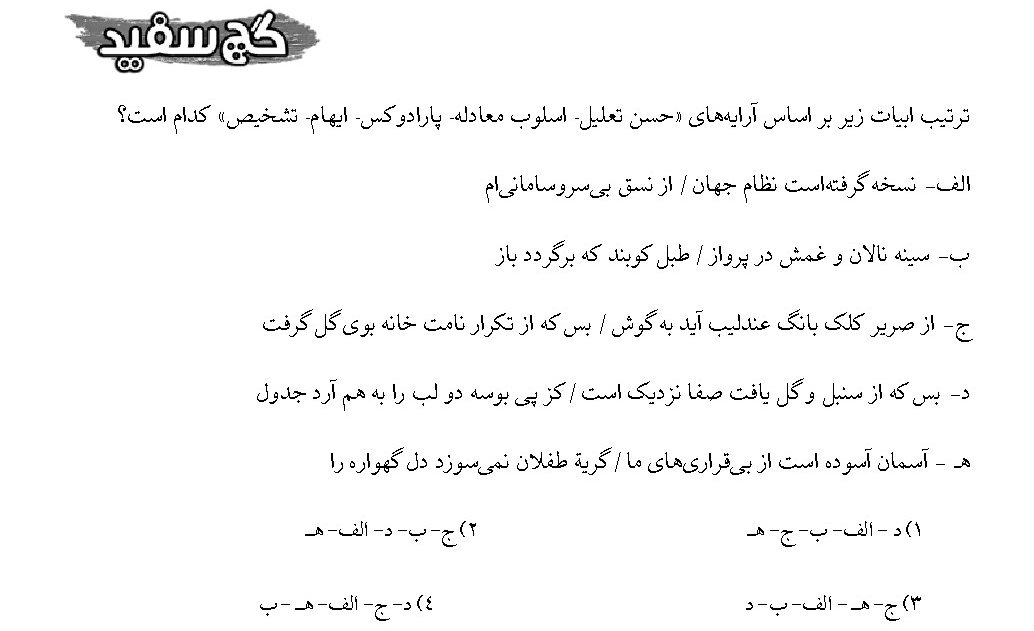 گچ سفید
ترتیب ابیات زیر بر اساس آرایه‌های «حسن تعلیل- اسلوب معادله- پارادوکس- ایهام- تشخیص» کدام است؟
الف- نسخه گرفته‌است نظام جهان / از نسق بی‌سروسامانی‌ام
ب- سینه نالان و غمش در پرواز / طبل کوبند که برگردد باز
ج- از صریر کلک بانگ عندلیب آید به گوش / بس که از تکرار نامت خانه بوی گل گرفت
د- بس که از سنبل و گل یافت صفا نزدیک است / کز پی بوسه دو لب را به هم آرد جدول
هـ - آسمان آسوده است از بی‌قراری‌های ما / گریة طفلان نمی‌سوزد دل گهواره را
۱) د - الف- ب- ج- هـ ۲) ج- ب- د- الف- هـ
۳) ج- هـ - الف- ب- د ۴) د- ج- الف- هـ - ب